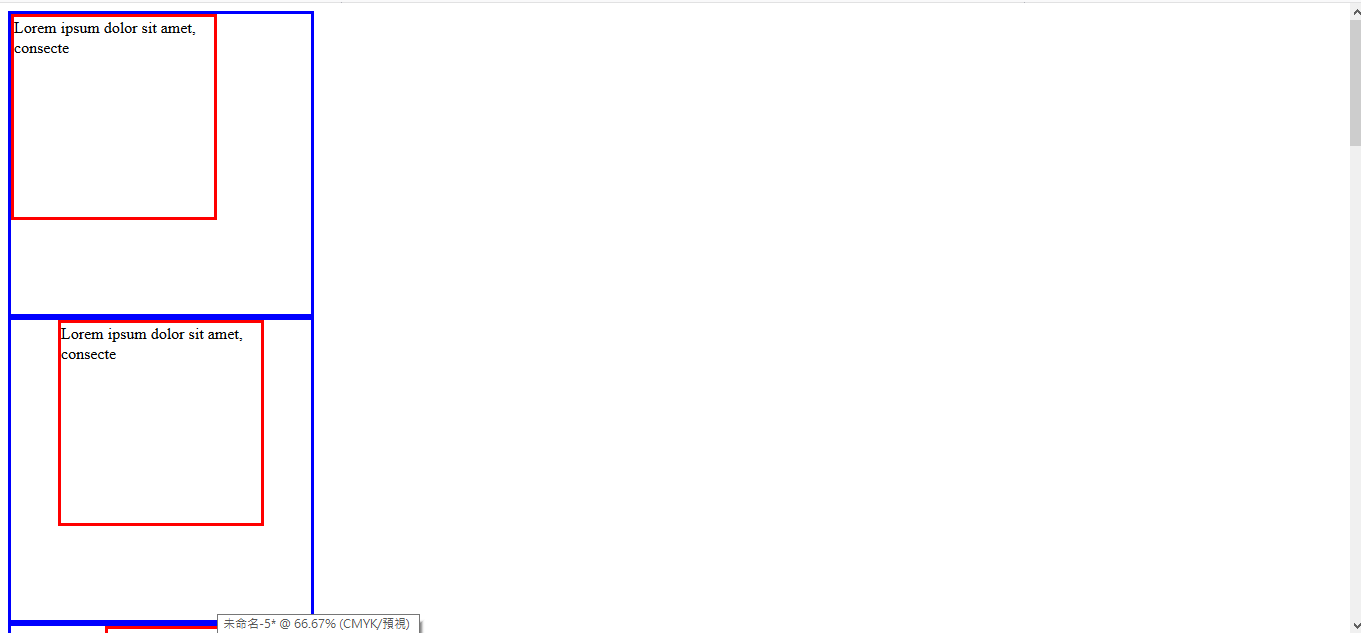 Lorem ipsum dolor sit amet,
consecte
Lorem ipsum dolor sit amet,
consecte
未命名-5* @ 66.67% (CMYK/預視)